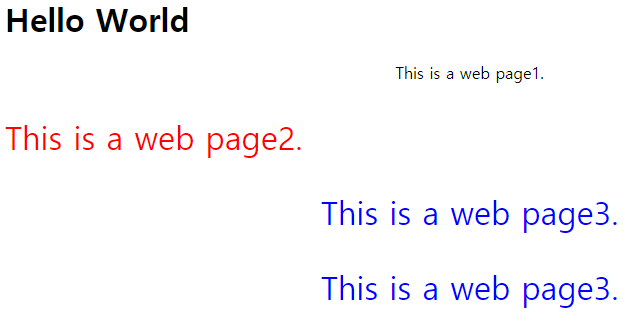 Hello World
This is a web page1.
This is a web page2.
This is a web page3.
This is a web page3.